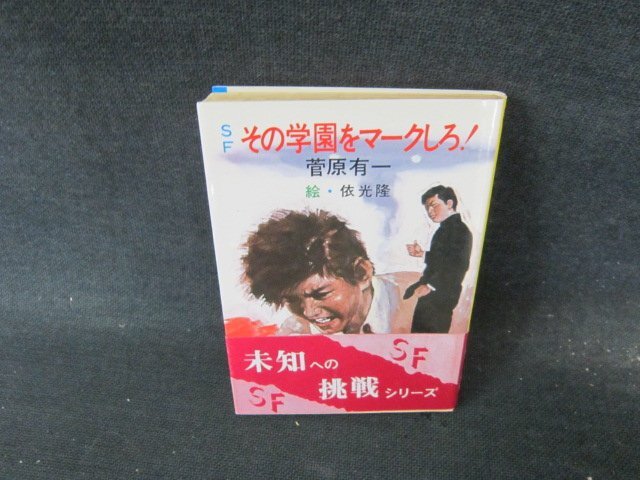 SF その学園をマークしろ!
菅原有一
絵・依光隆
未知への
SF
挑戦シリーズ
SF